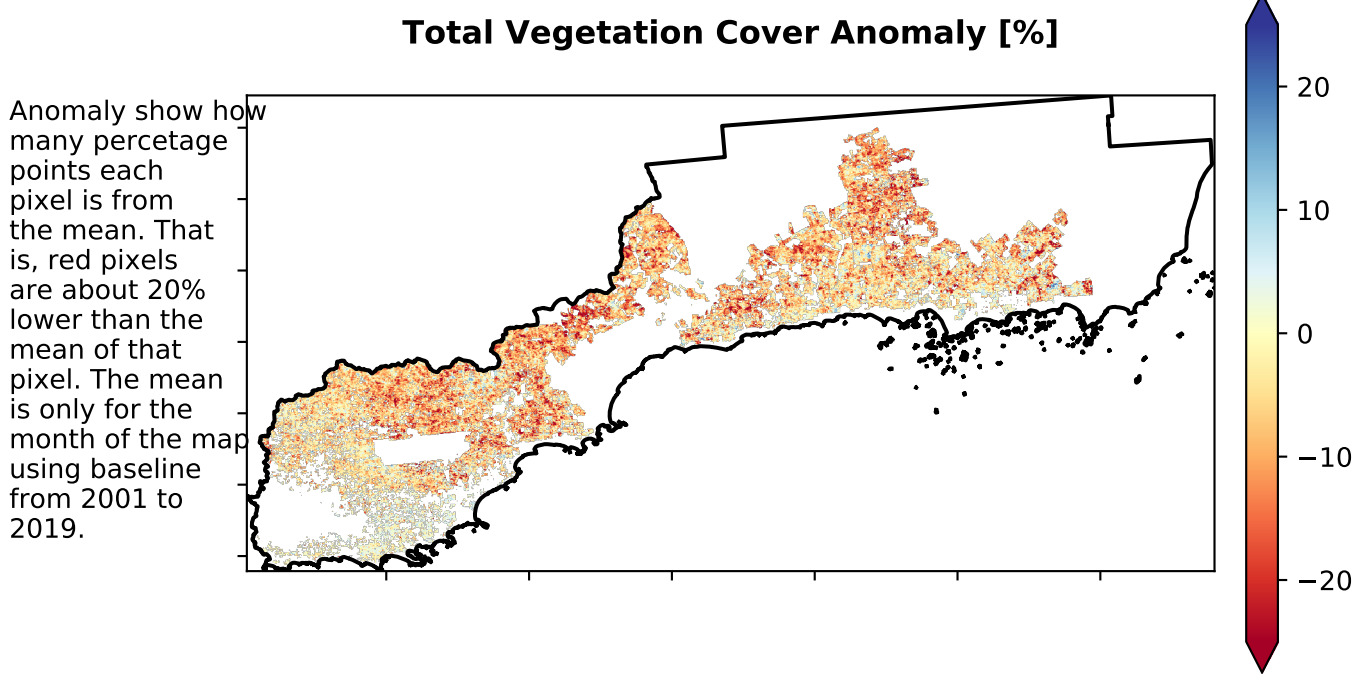 Total Vegetation Cover Anomaly [%]
Anomaly show how
many percetage
points each
pixel is from
the mean. That
is, red pixels
are about 20%
lower than the
mean of that
pixel. The mean
is only for the
month of the map
using baseline
from 2001 to
2019.
20
10
0
−10
−20